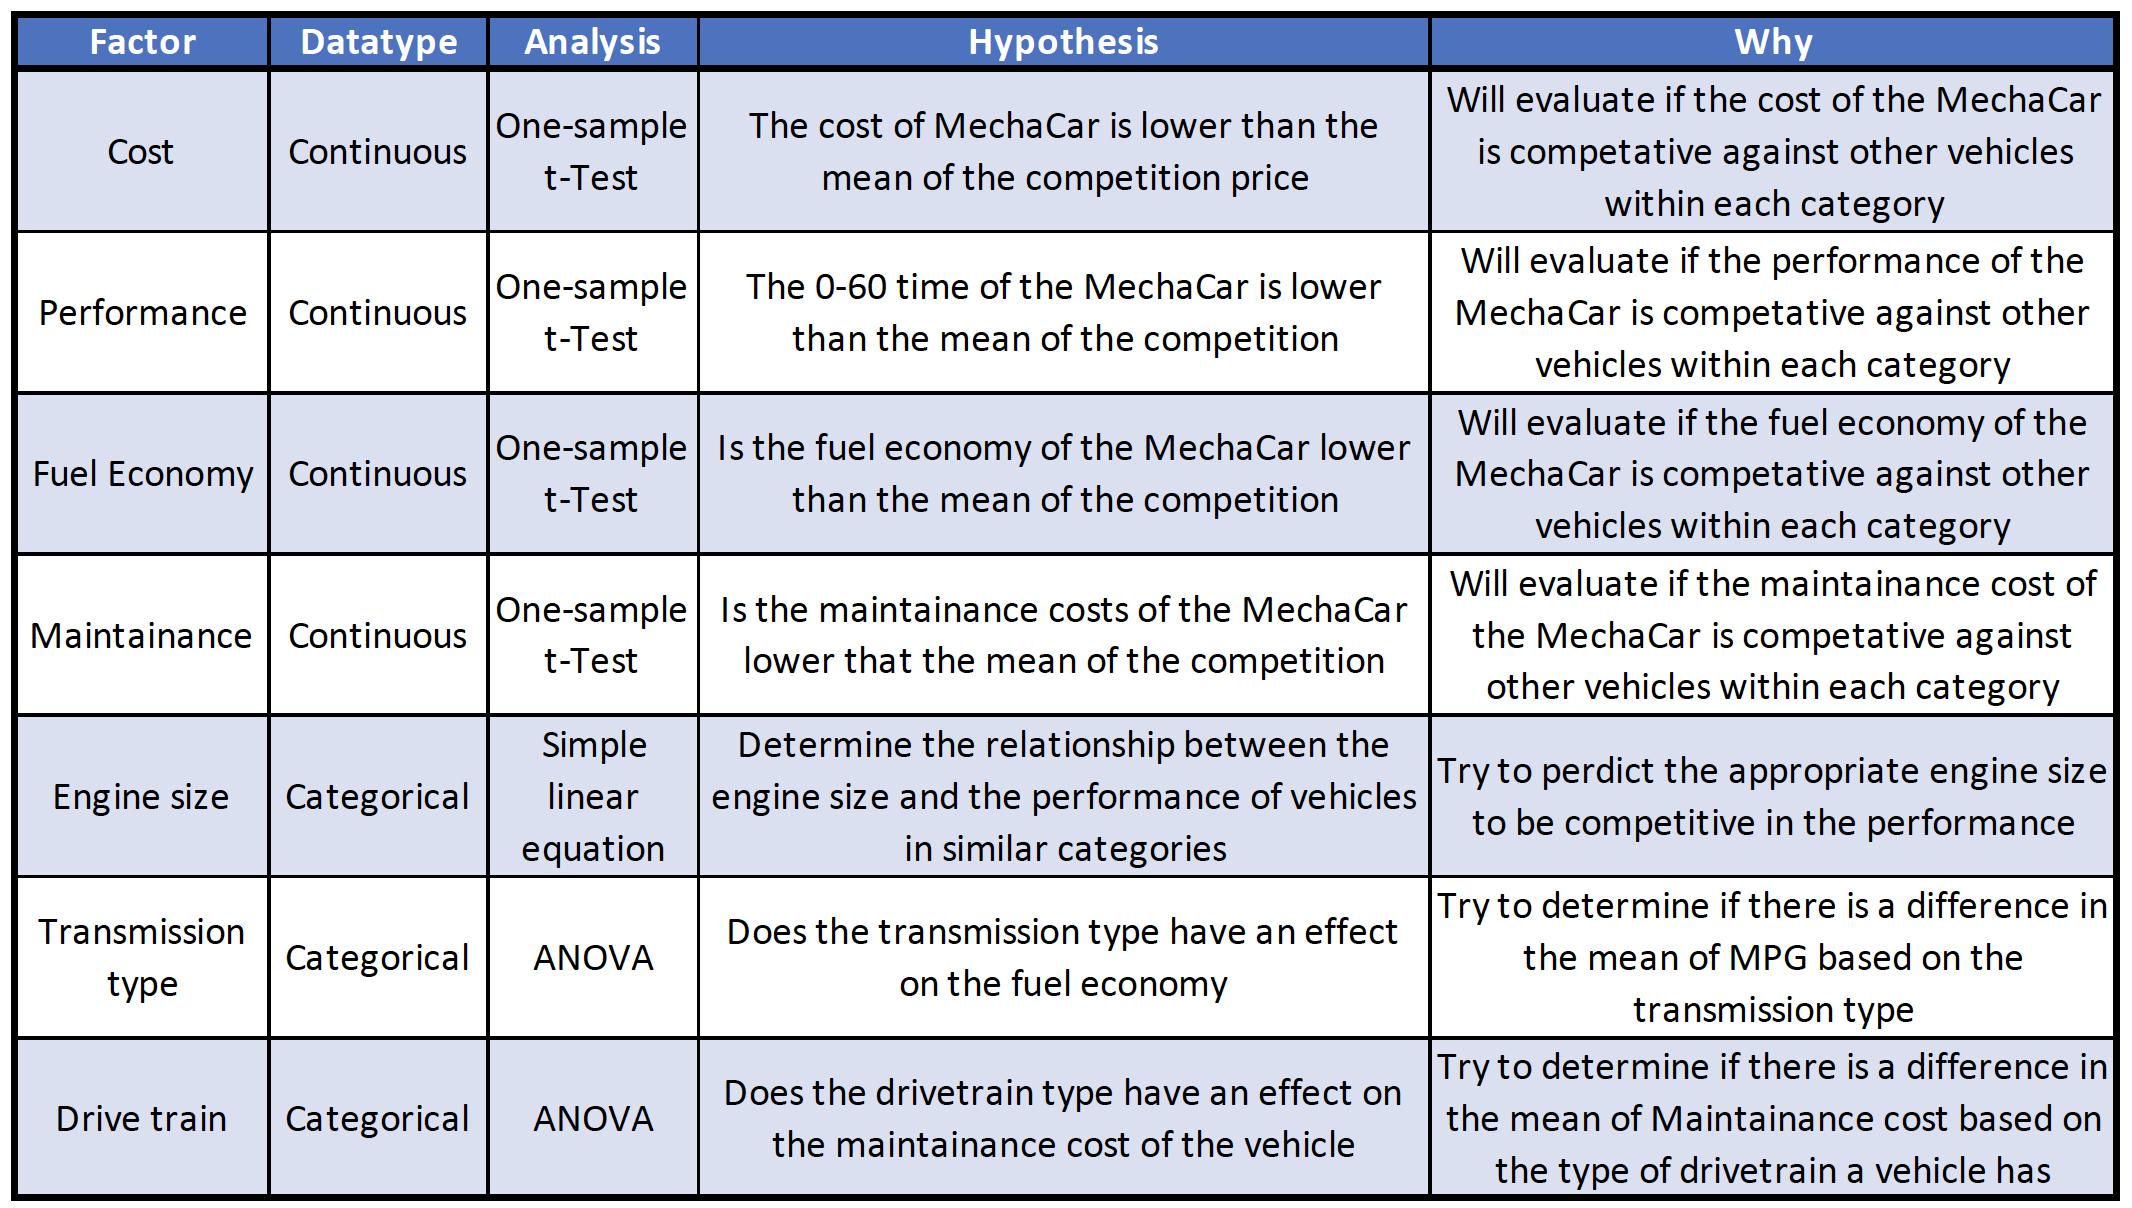 Factor Datatype Analysis Hypothesis Why
Cost
Continuous
One-sample
t-Test
The cost of MechaCar is lower than the
mean of the competition price
Will evaluate if the cost of the MechaCar
is competative against other vehicles
within each category
Performance
Continuous
One-sample
t-Test
The 0-60 time of the MechaCar is lower
than the mean of the competition
Will evaluate if the performance of the
MechaCar is competative against other
vehicles within each category
Fuel Economy
Continuous
One-sample
t-Test
Is the fuel economy of the MechaCar lower
than the mean of the competition
Will evaluate if the fuel economy of the
MechaCar is competative against other
vehicles within each category
Maintainance
Continuous
One-sample
t-Test
Is the maintainance costs of the MechaCar
lower that the mean of the competition
Will evaluate if the maintainance cost of
the MechaCar is competative against
other vehicles within each category
Engine size
Categorical
Simple
linear
equation
Determine the relationship between the
engine size and the performance of vehicles
in similar categories
Try to perdict the appropriate engine size
to be competitive in the performance
Transmission
type
Categorical
ANOVA
Does the transmission type have an effect
on the fuel economy
Try to determine if there is a difference in
the mean of MPG based on the
transmission type
Drive train
Categorical
ANOVA
Does the drivetrain type have an effect on
the maintainance cost of the vehicle
Try to determine if there is a difference in
the mean of Maintainance cost based on
the type of drivetrain a vehicle has